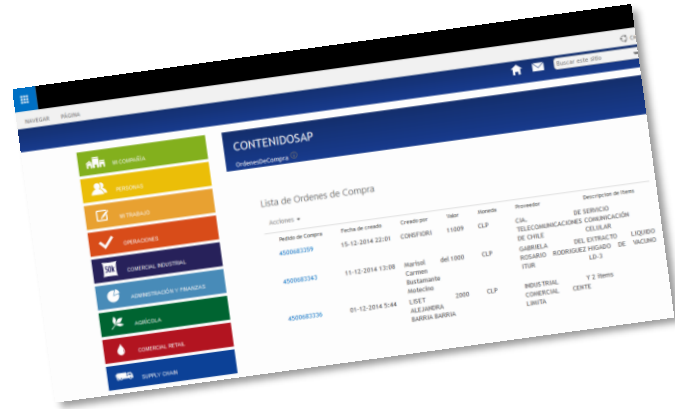 NAVEGAR PÁGINA
Buscar este sitio
MI COMPAÑÍA
PERSONAS
MI TRABAJO
OPERACIONES
50k COMERCIAL INDUSTRIAL
ADMINISTRACIÓN Y FINANZAS
AGRÍCOLA
COMERCIAL RETAIL
SUPPLY CHAIN
CONTENIDOSAP
OrdenesDeCompra
Lista de Ordenes de Compra
Acciones
Pedido de Compra Fecha de creado Creado por Valor Moneda Proveedor Descripcion de Items
4500683359 15-12-2014 22:01 CONSFIORI 11009 CLP CIA. DE SERVICIO
TELECOMUNICACIONES COMUNICACIÓN
DE CHILE CELULAR
4500683343 11-12-2014 13:08 Marisol del 1000 CLP GABRIELA DEL EXTRACTO LIQUIDO
Carmen ROSARIO RODRIGUEZ HIGADO DE VACUNO
Bustamante ITUR LD-3
4500683336 01-12-2014 5:44 LISET 2000 CLP INDUSTRIAL Y 2 Items
ALEJANDRA COMERCIAL CENTE
BARRIA BARRIA LIMITA